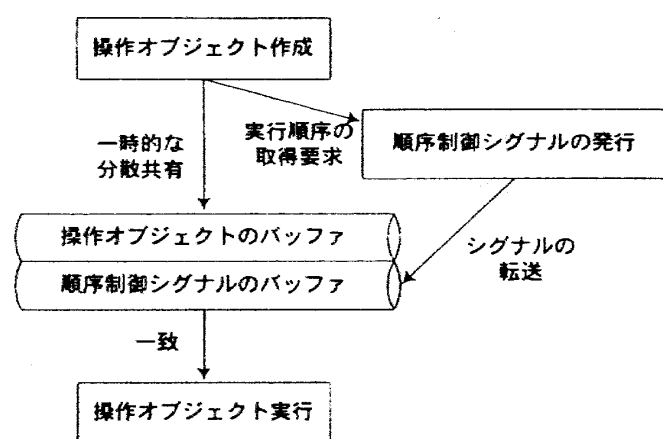 操作オブジェクト作成
一時的な
分散共有
実行順序の
取得要求
順序制御シグナルの発行
操作オブジェクトのバッファ
順序制御シグナルのバッファ
シグナルの
転送
一致
操作オブジェクト実行